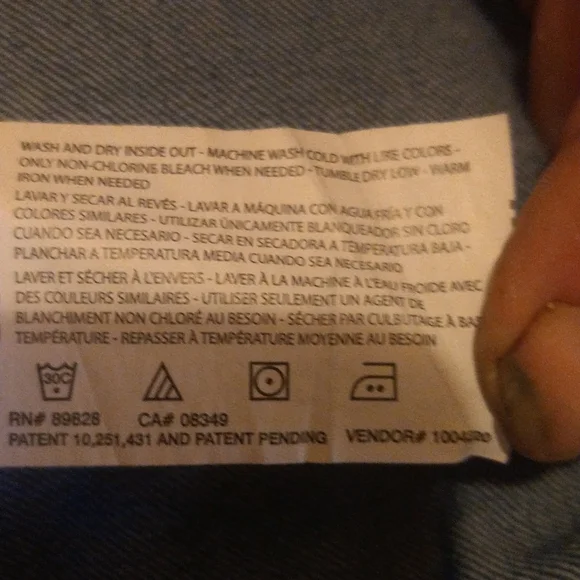 WASH AND DRY INSIDE OUT - MACHINE WASH COLD WITH LIKE COLORS -
ONLY NON-CHLORINE BLEACH WHEN NEEDED - TUMBLE DRY LOW - WARM
IRON WHEN NEEDED
LAVAR Y SECAR AL REVÉS - LAVAR A MÁQUINA CON AGUA FRÍA Y CON
COLORES SIMILARES - UTILIZAR ÚNICAMENTE BLANQUEADOR SIN CLORO
CUANDO SEA NECESARIO - SECAR EN SECADORA A TEMPERATURA BAJA -
PLANCHAR A TEMPERATURA MEDIA CUANDO SEA NECESARIO
LAVER ET SÉCHER À L'ENVERS - LAVER À LA MACHINE À L'EAU FROIDE AVEC
DES COULEURS SIMILAIRES - UTILISER SEULEMENT UN AGENT DE
BLANCHIMENT NON CHLORÉ AU BESOIN - SÉCHER PAR CULBUTAGE À
TEMPÉRATURE - REPASSER À TEMPÉRATURE MOYENNE AU BESOIN
30C
RN# 89828 CA# 08349
PATENT 10,251,431 AND PATENT PENDING VENDOR#